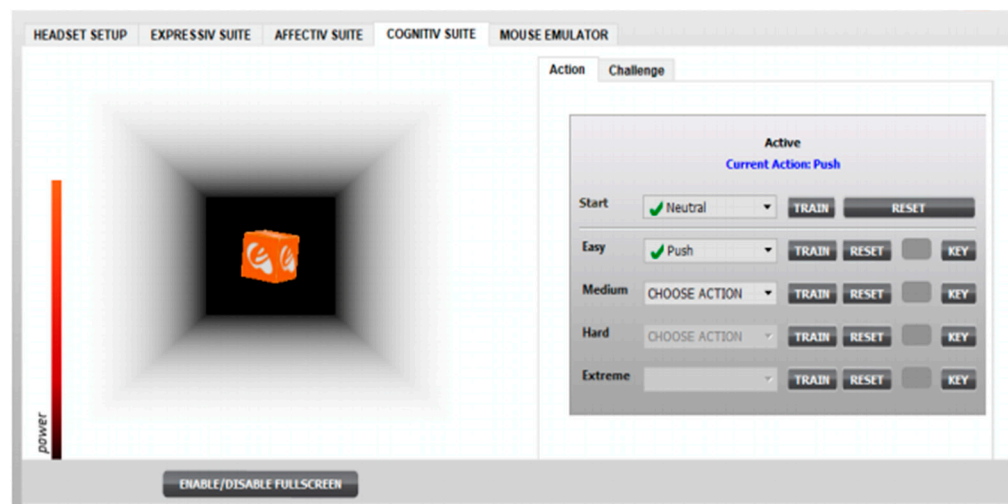 HEADSET SETUP EXPRESSIV SUITE AFFECTIV SUITE COGNITIV SUITE MOUSE EMULATOR
Action Challenge
Active
Current Action: Push
Start Neutral TRAIN RESET
Easy Push TRAIN RESET KEY
Medium CHOOSE ACTION TRAIN RESET KEY
Hard CHOOSE ACTION TRAIN RESET KEY
Extreme TRAIN RESET KEY
power
ENABLE/DISABLE FULLSCREEN